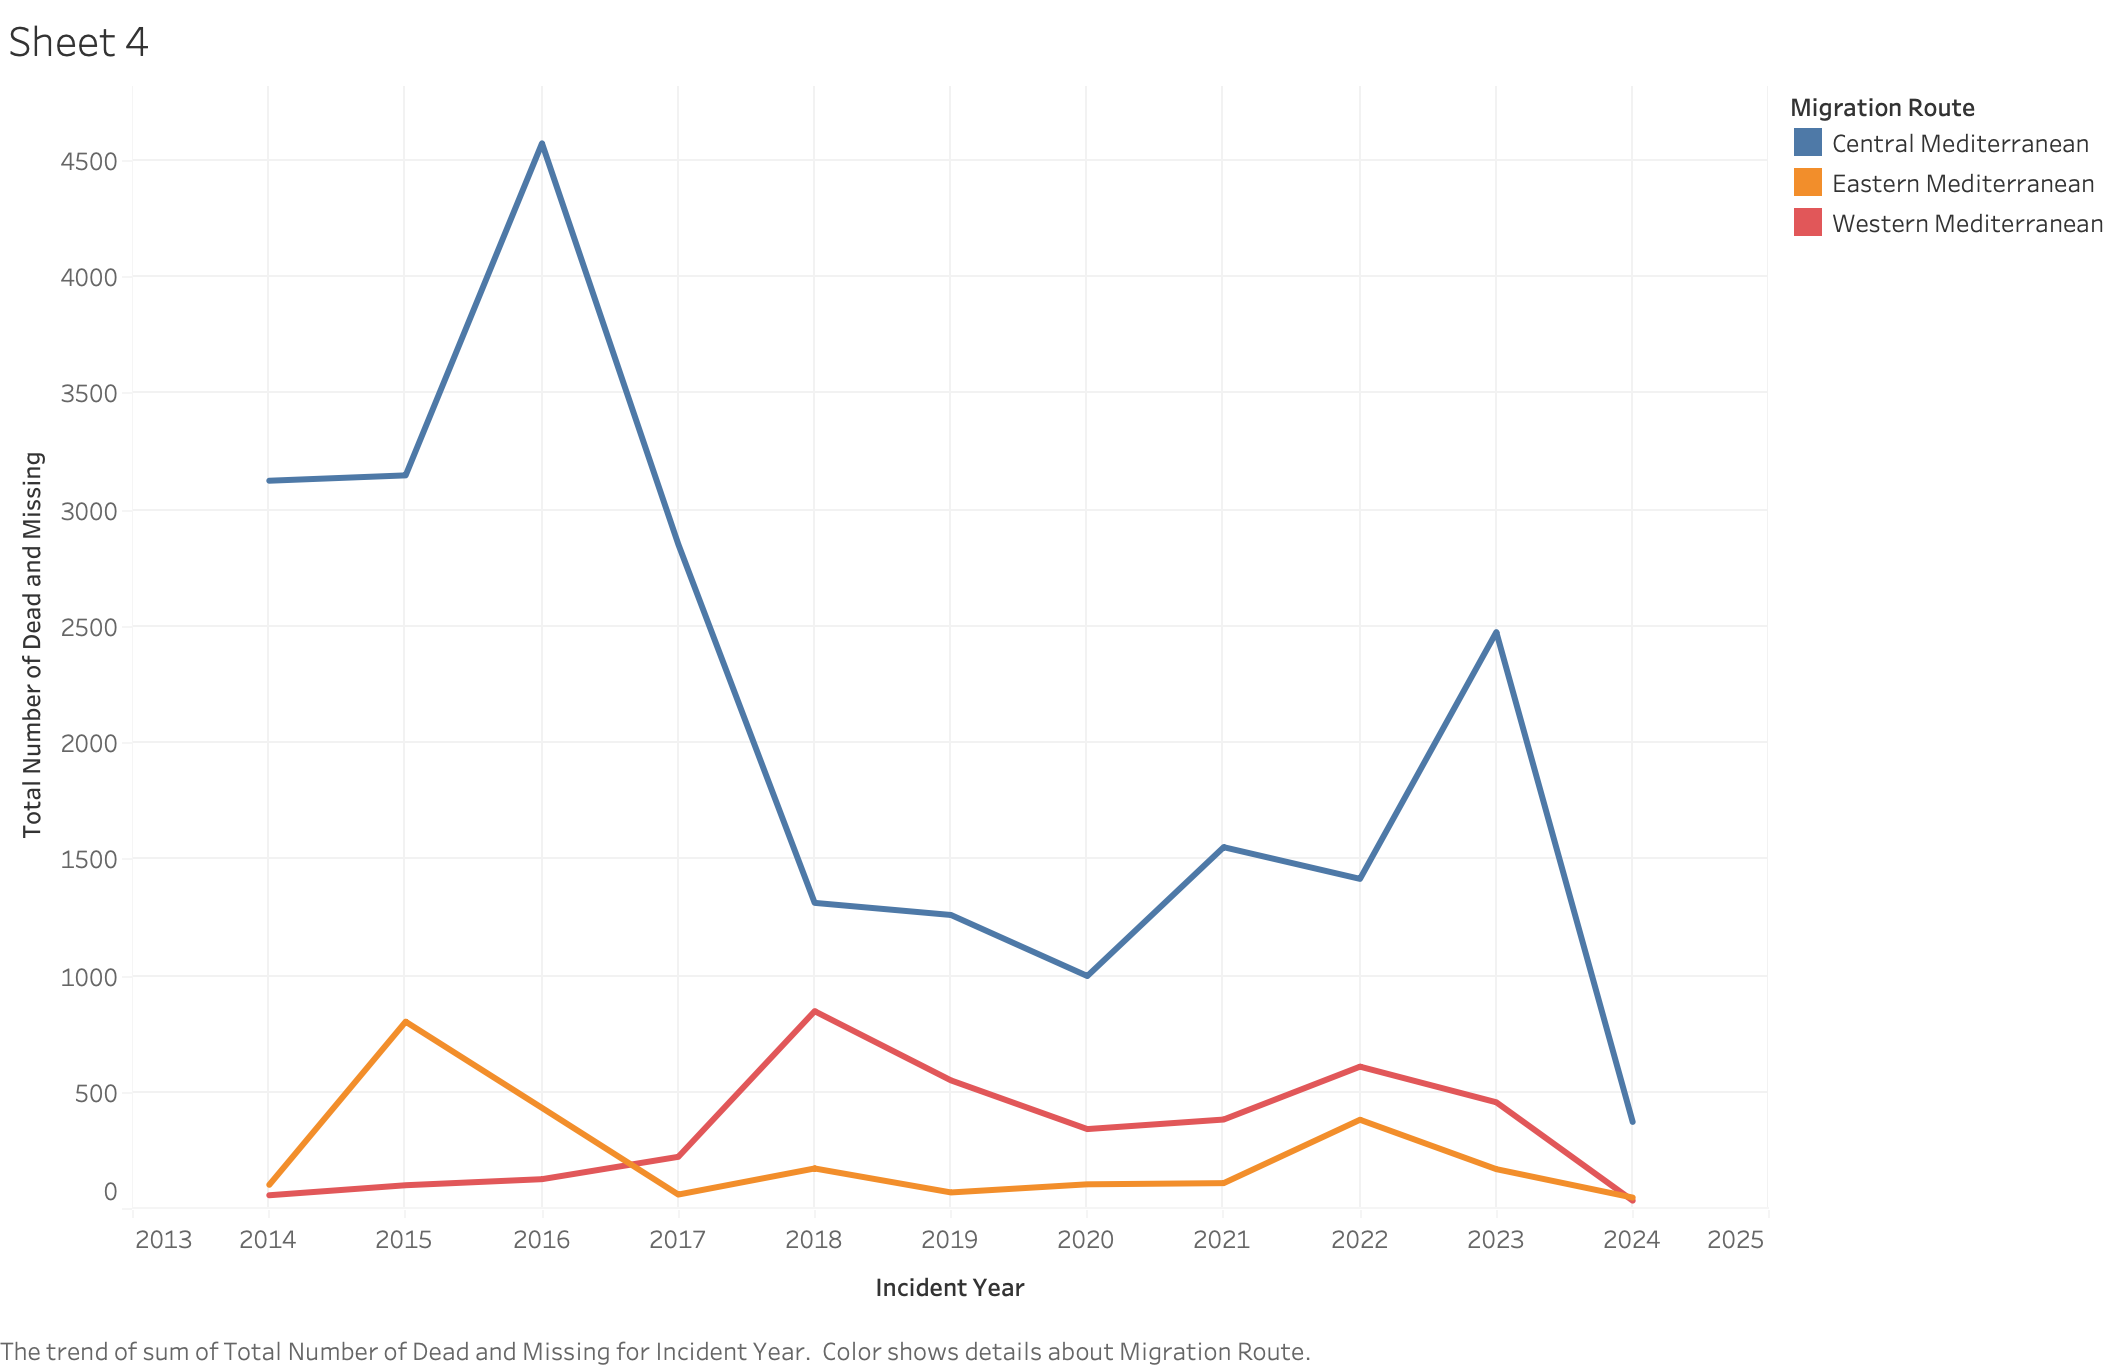 Sheet 4
Migration Route
Central Mediterranean
Eastern Mediterranean
Western Mediterranean
Total Number of Dead and Missing
4500
4000
3500
3000
2500
2000
1500
1000
500
0
2013 2014 2015 2016 2017 2018 2019 2020 2021 2022 2023 2024 2025
Incident Year
The trend of sum of Total Number of Dead and Missing for Incident Year.  Color shows details about Migration Route.